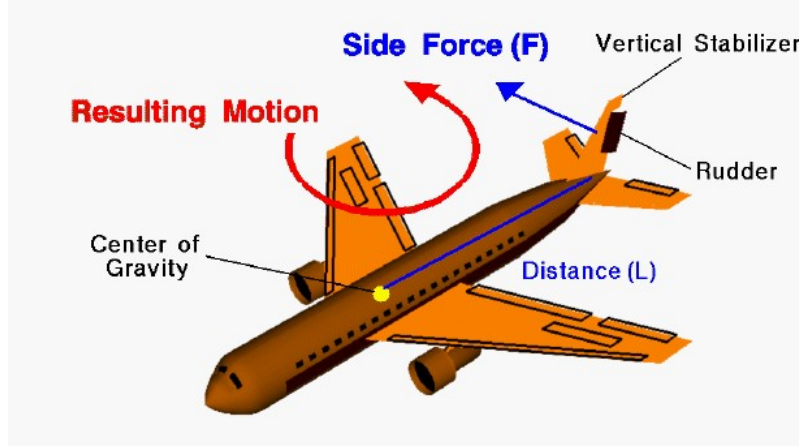 Side Force (F)
Vertical Stabilizer
Resulting Motion
Rudder
Center of
Gravity
Distance (L)